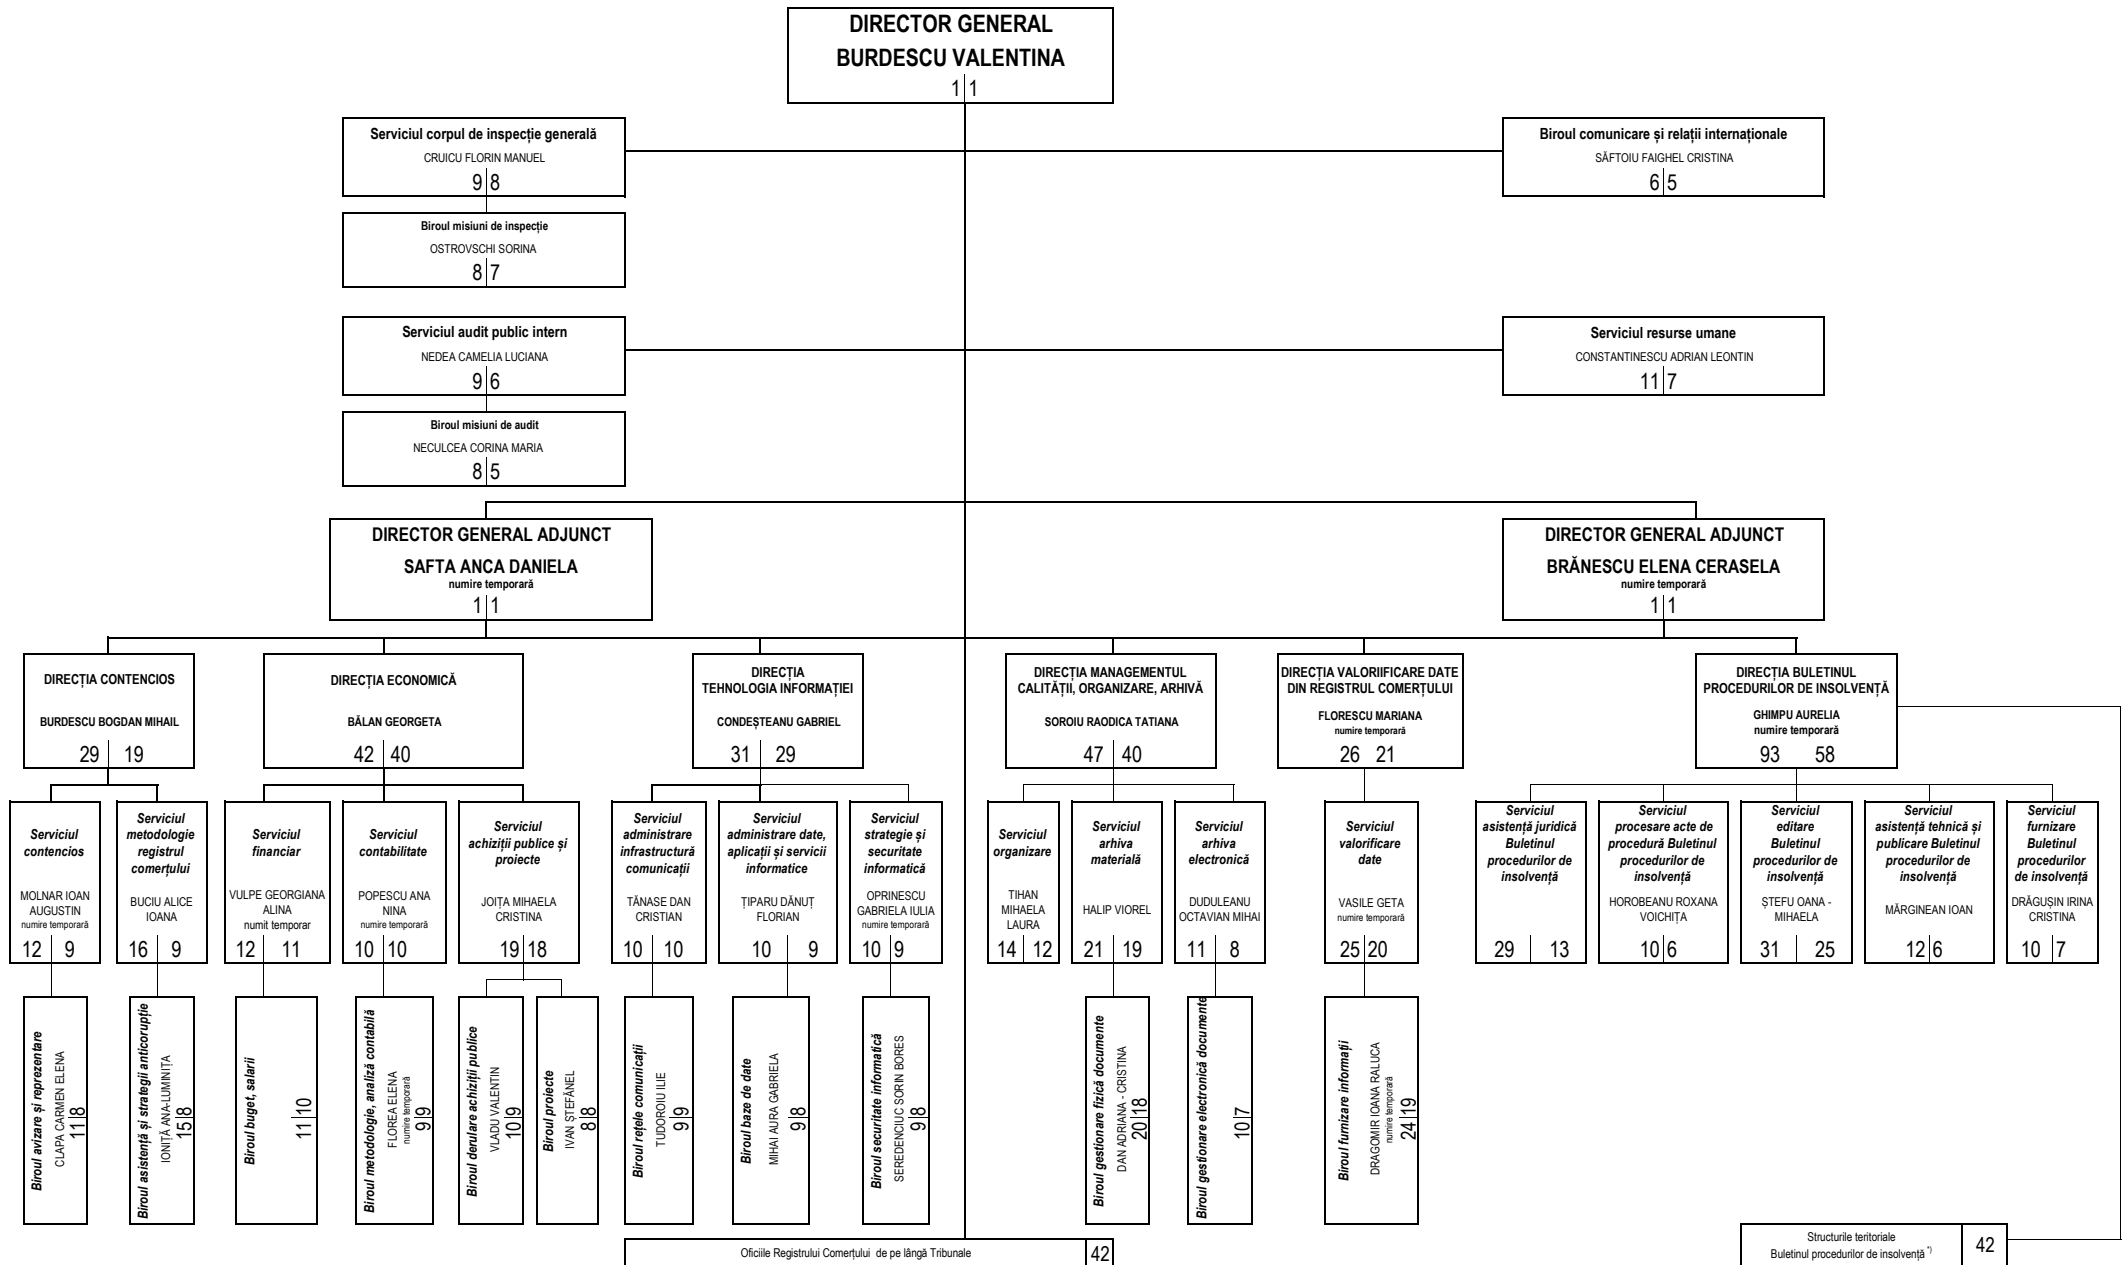 DIRECTOR GENERAL
BURDESCU VALENTINA
1 1
Serviciul corpul de inspecție generală
CRUICU FLORIN MANUEL
9 8
Biroul comunicare și relații internaționale
SĂFTOIU FAIGHEL CRISTINA
6 5
Biroul misiuni de inspecție
OSTROVSCHI SORINA
8 7
Serviciul audit public intern
NEDEA CAMELIA LUCIANA
9 6
Serviciul resurse umane
CONSTANTINESCU ADRIAN LEONTIN
11 7
Biroul misiuni de audit
NECULCEA CORINA MARIA
8 5
DIRECTOR GENERAL ADJUNCT
SAFTA ANCA DANIELA
numire temporară
1 1
DIRECTOR GENERAL ADJUNCT
BRĂNESCU ELENA CERASELA
numire temporară
1 1
DIRECȚIA CONTENCIOS
BURDESCU BOGDAN MIHAIL
29 19
DIRECȚIA ECONOMICĂ
BĂLAN GEORGETA
42 40
DIRECȚIA
TEHNOLOGIA INFORMAȚIEI
CONDEȘTEANU GABRIEL
31 29
DIRECȚIA MANAGEMENTUL
CALITĂȚII, ORGANIZARE, ARHIVĂ
SOROIU RAODICA TATIANA
47 40
DIRECȚIA VALORIIFICARE DATE
DIN REGISTRUL COMERȚULUI
FLORESCU MARIANA
numire temporară
26 21
DIRECȚIA BULETINUL
PROCEDURILOR DE INSOLVENȚĂ
GHIMPU AURELIA
numire temporară
93 58
Serviciul
contencios
MOLNAR IOAN
AUGUSTIN
numire temporară
12 9
Serviciul
metodologie
registrul
comerțului
BUCIU ALICE
IOANA
16 9
Serviciul
financiar
VULPE GEORGIANA
ALINA
numit temporar
12 11
Serviciul
contabilitate
POPESCU ANA
NINA
numire temporară
10 10
Serviciul
achiziții publice și
proiecte
JOIȚA MIHAELA
CRISTINA
19 18
Serviciul
administrare
infrastructură
comunicații
TĂNASE DAN
CRISTIAN
10 10
Serviciul
administrare date,
aplicații și servicii
informatice
ȚIPARU DĂNUȚ
FLORIAN
10 9
Serviciul
strategie și
securitate
informatică
OPRINESCU
GABRIELA IULIA
numire temporară
10 9
Serviciul
organizare
TIHAN
MIHAELA
LAURA
14 12
Serviciul
arhiva
materială
HALIP VIOREL
21 19
Serviciul
arhiva
electronică
DUDULEANU
OCTAVIAN MIHAI
11 8
Serviciul
valorificare
date
VASILE GETA
numire temporară
25 20
Serviciul
asistență juridică
Buletinul
procedurilor de
insolvență
29 13
Serviciul
procesare acte de
procedură Buletinul
procedurilor de
insolvență
HOROBEANU ROXANA
VOICHIȚA
10 6
Serviciul
editare
Buletinul
procedurilor de
insolvență
ȘTEFU OANA -
MIHAELA
31 25
Serviciul
asistență tehnică și
publicare Buletinul
procedurilor de
insolvență
MĂRGINEAN IOAN
12 6
Serviciul
furnizare
Buletinul
procedurilor
de insolvență
DRĂGUȘIN IRINA
CRISTINA
10 7
Biroul avizare și reprezentare
CLAPA CARMEN ELENA
11 8
Biroul asistență și strategii anticorupție
IONIȚĂ ANA-LUMINIȚA
15 8
Biroul buget, salarii
11 10
Biroul metodologie, analiză contabilă
FLOREA ELENA
numire temporară
9 9
Biroul derulare achiziții publice
VLADU VALENTIN
10 9
Biroul proiecte
IVAN ȘTEFĂNEL
8 8
Biroul rețele comunicații
TUDOROIU ILIE
9 9
Biroul baze de date
MIHAI AURA GABRIELA
9 8
Biroul securitate informatică
SEREDENCIUC SORIN BORES
9 8
Biroul gestionare fizică documente
DAN ADRIANA - CRISTINA
20 18
Biroul gestionare electronică documente
10 7
Biroul furnizare informații
DRAGOMIR IOANA RALUCA
numire temporară
24 19
Oficiile Registrului Comerțului de pe lângă Tribunale
42
Structurile teritoriale
Buletinul procedurilor de insolvență *)
42